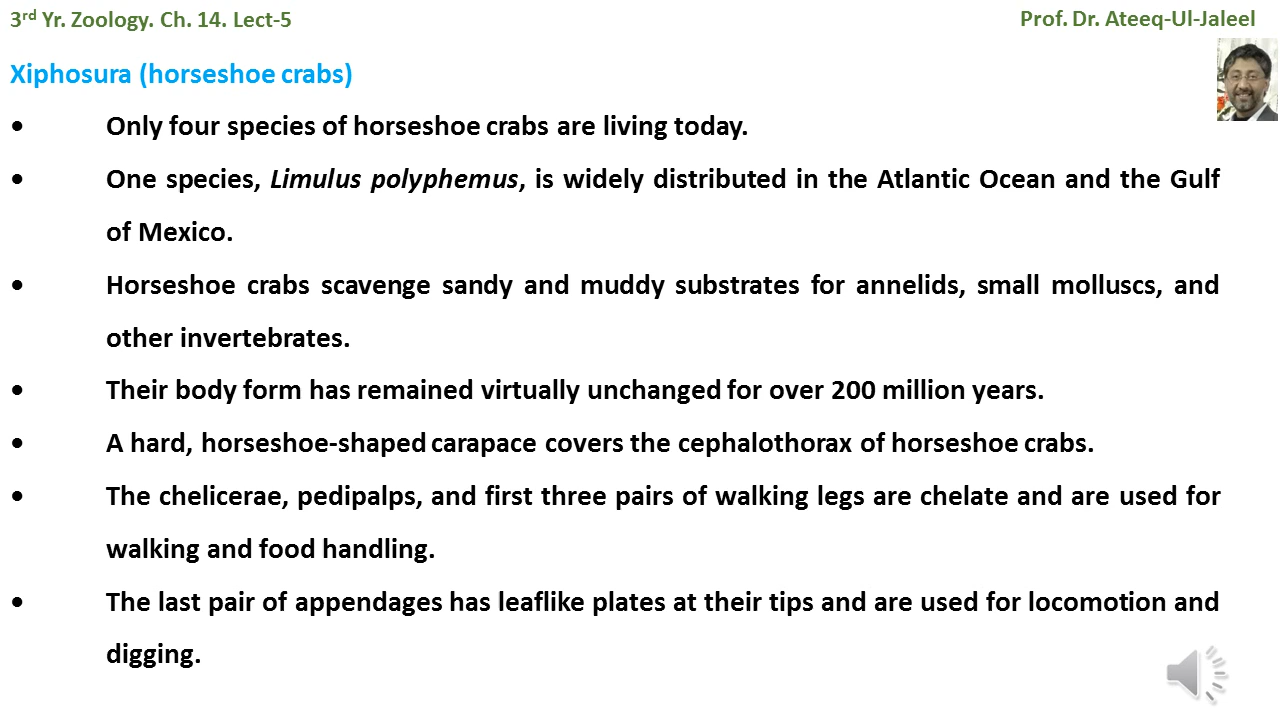 3rd Yr. Zoology. Ch. 14. Lect-5
Prof. Dr. Ateeq-Ul-Jaleel
Xiphosura (horseshoe crabs)
• Only four species of horseshoe crabs are living today.
• One species, Limulus polyphemus, is widely distributed in the Atlantic Ocean and the Gulf
of Mexico.
• Horseshoe crabs scavenge sandy and muddy substrates for annelids, small molluscs, and
other invertebrates.
• Their body form has remained virtually unchanged for over 200 million years.
• A hard, horseshoe-shaped carapace covers the cephalothorax of horseshoe crabs.
• The chelicerae, pedipalps, and first three pairs of walking legs are chelate and are used for
walking and food handling.
• The last pair of appendages has leaflike plates at their tips and are used for locomotion and
digging.